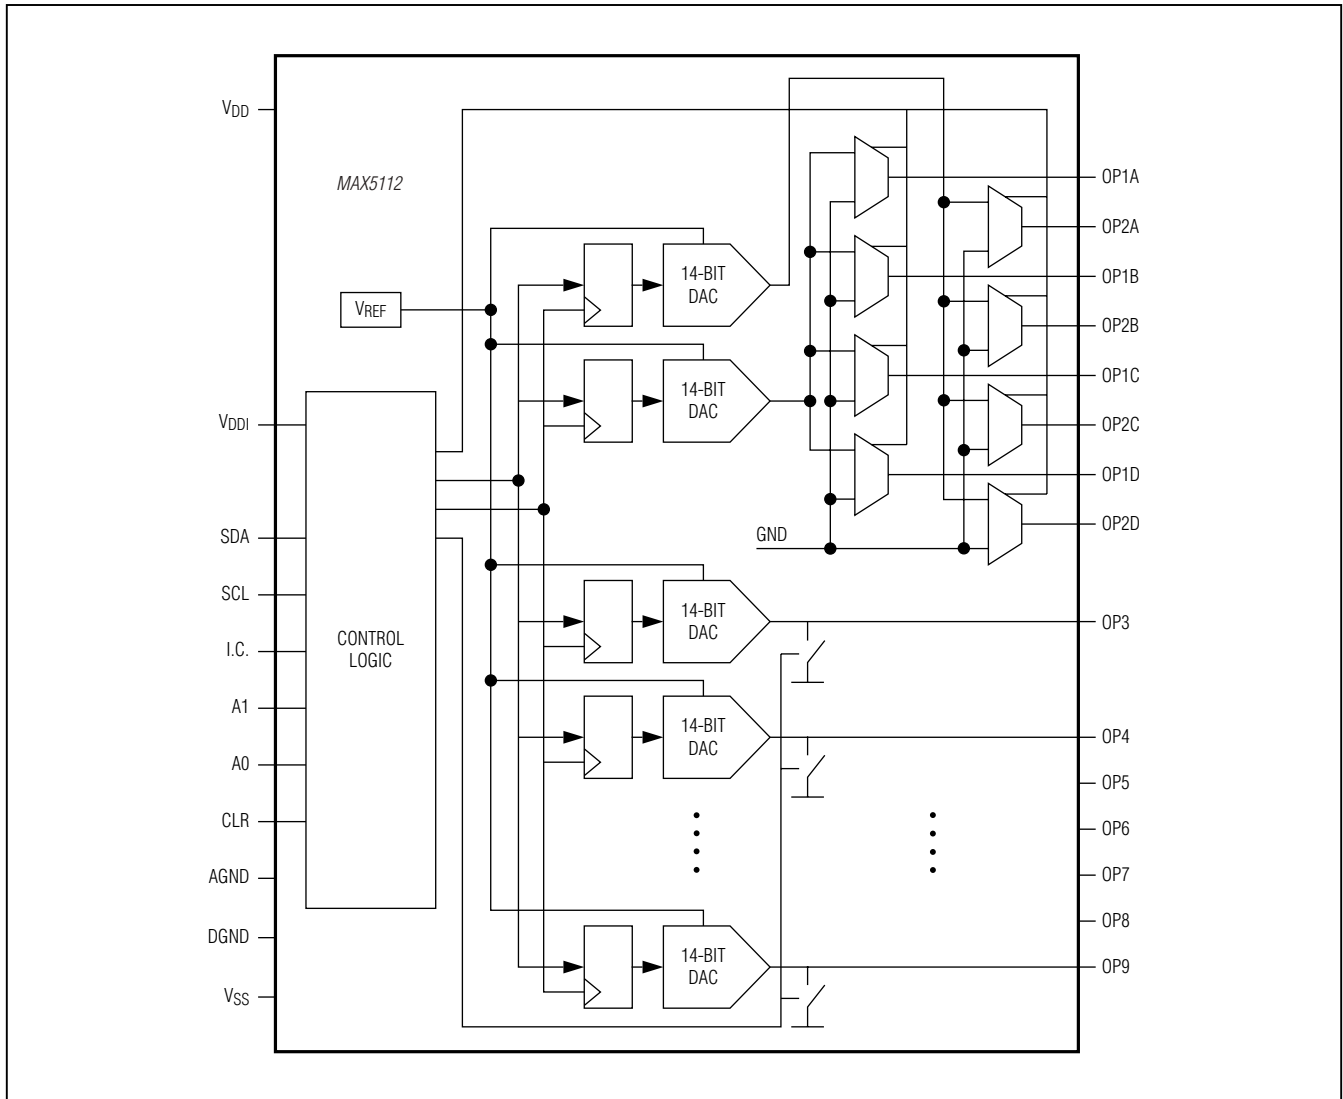 VDD
MAX5112
VREF
VDDI
SDA
SCL
I.C.
A1
A0
CLR
AGND
DGND
VSS
CONTROL
LOGIC
14-BIT
DAC
14-BIT
DAC
GND
14-BIT
DAC
14-BIT
DAC
14-BIT
DAC
OP1A
OP2A
OP1B
OP2B
OP1C
OP2C
OP1D
OP2D
OP3
OP4
OP5
OP6
OP7
OP8
OP9